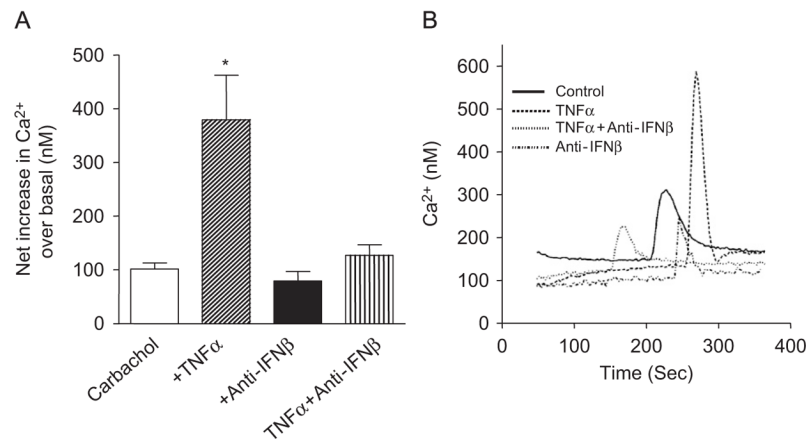 A
Net increase in Ca2+
over basal (nM)
500
400
300
200
100
0
*
Carbachol
+TNFα
+Anti-IFNβ
TNFα+Anti-IFNβ
B
Ca2+ (nM)
600
500
400
300
200
100
0
Control
TNFα
TNFα+Anti-IFNβ
Anti-IFNβ
0 100 200 300 400
Time (Sec)